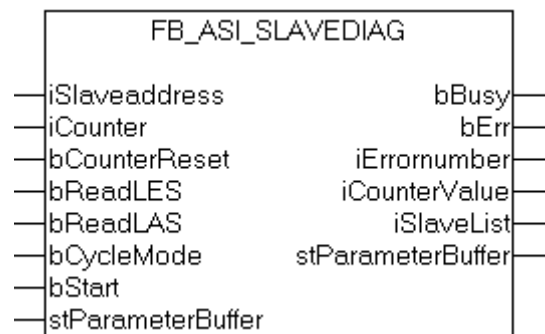 FB_ASI_SLAVEDIAG
iSlaveaddress bBusy
iCounter bErr
bCounterReset iErrornumber
bReadLES iCounterValue
bReadLAS iSlaveList
bCycleMode stParameterBuffer
bStart
stParameterBuffer